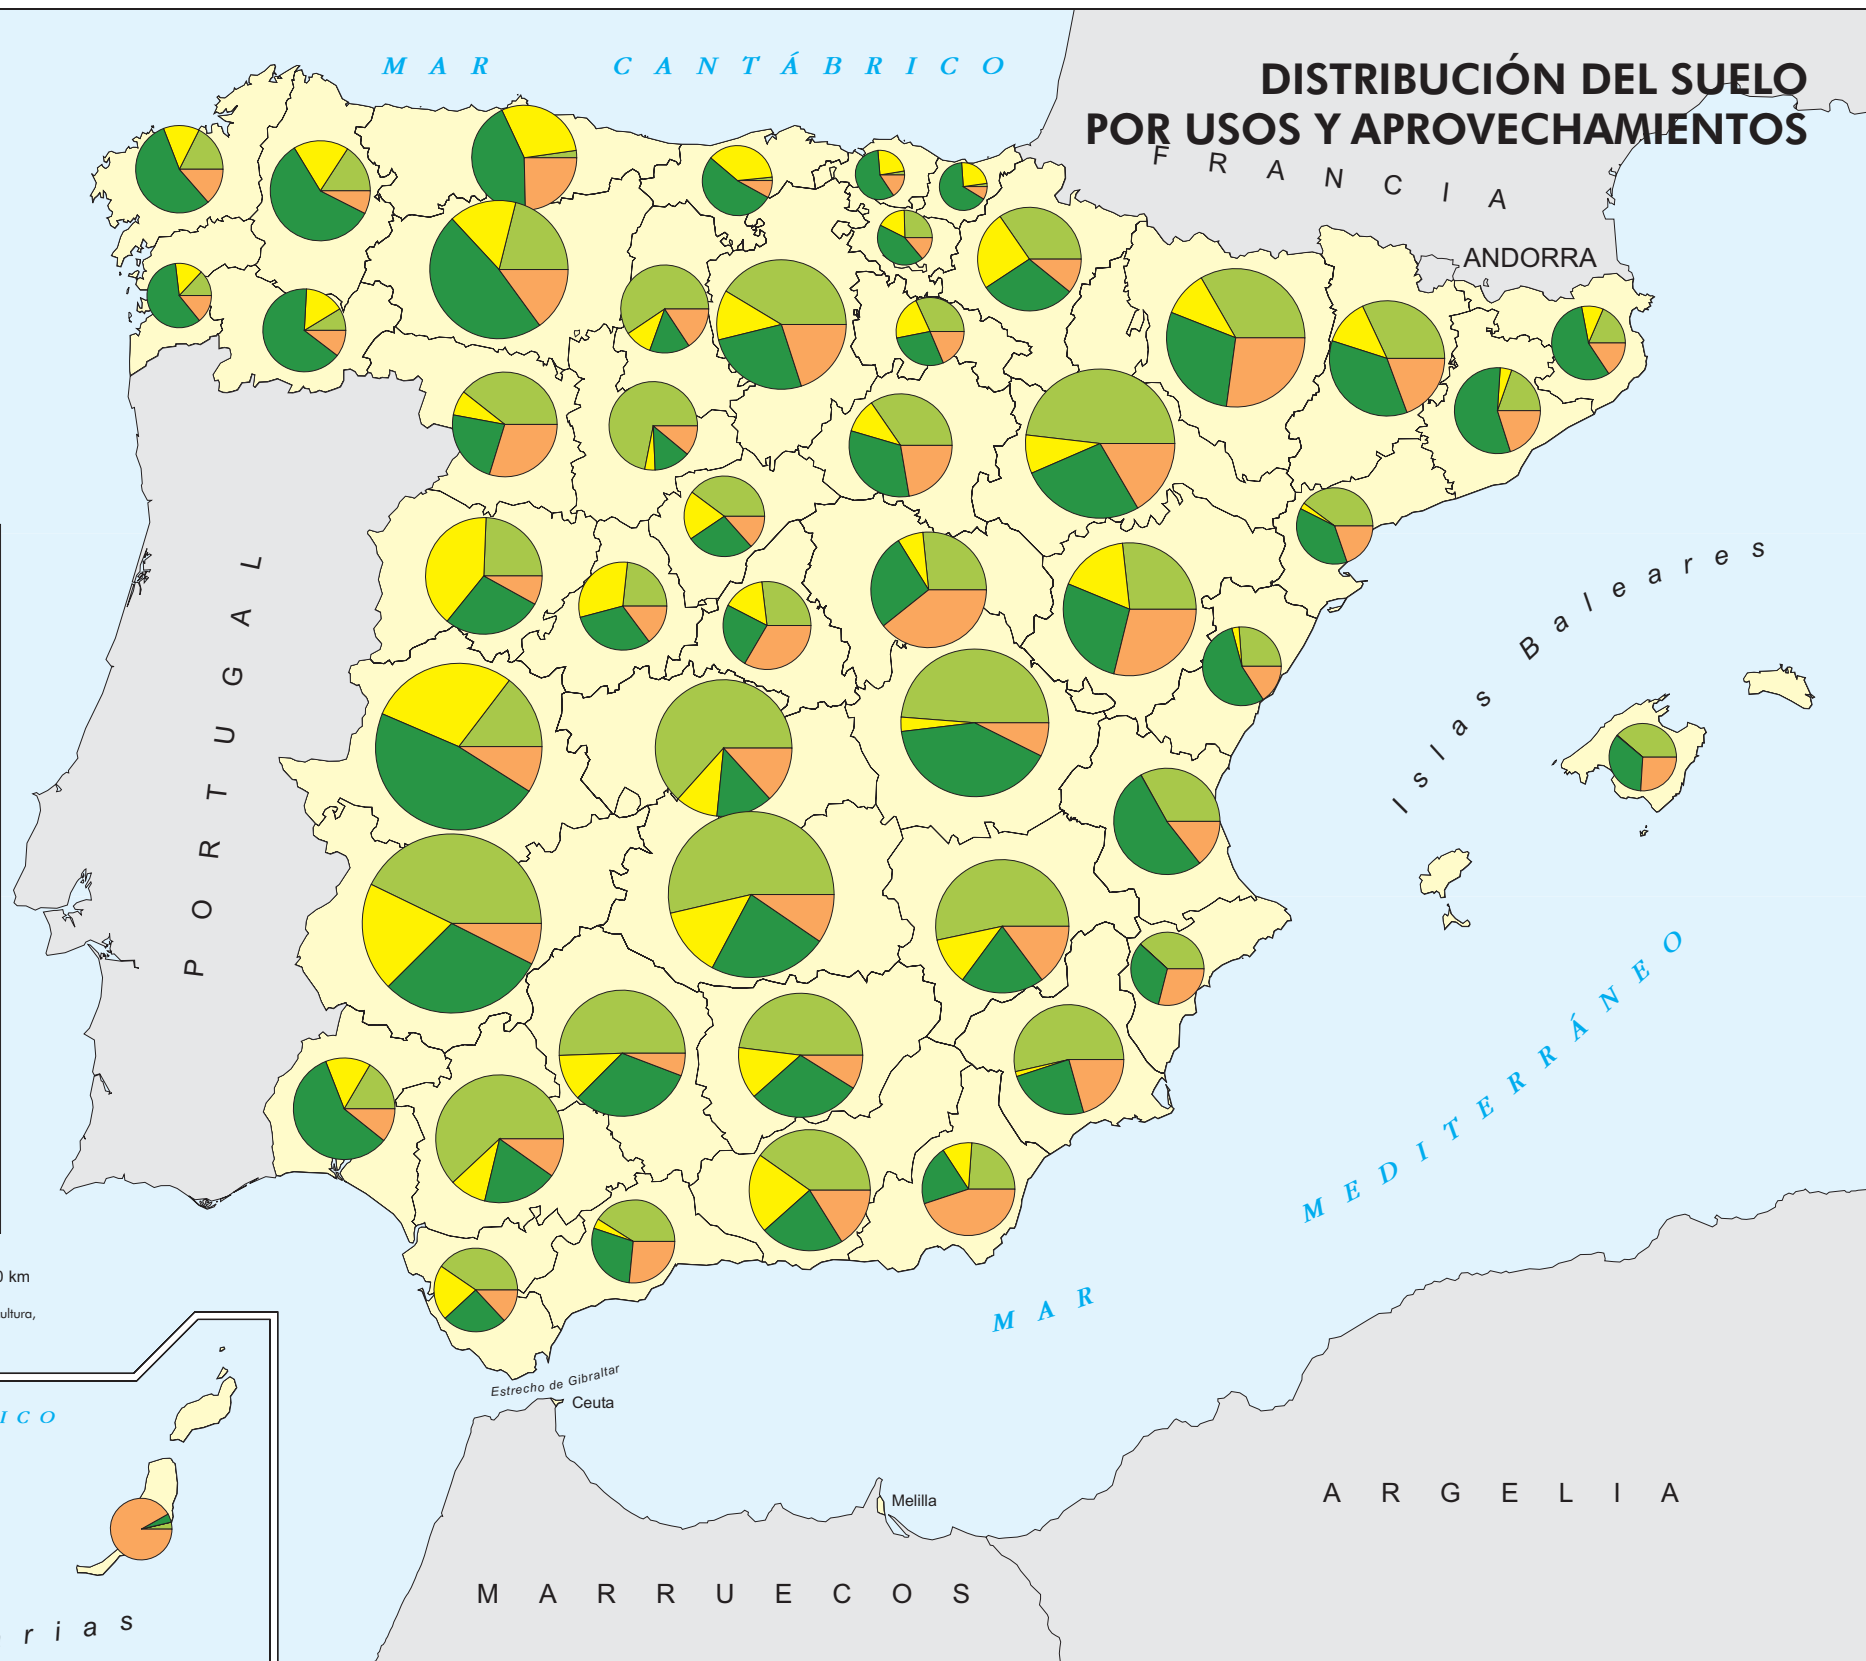 MAR CANTÁBRICO
DISTRIBUCIÓN DEL SUELO
POR USOS Y APROVECHAMIENTOS
FRANCIA
ANDORRA
PORTUGAL
Islas Baleares
MAR MEDITERRÁNEO
0 km
ultura,
ICO
Estrecho de Gibraltar
Ceuta
Melilla
ARGELIA
MARRUECOS
rias